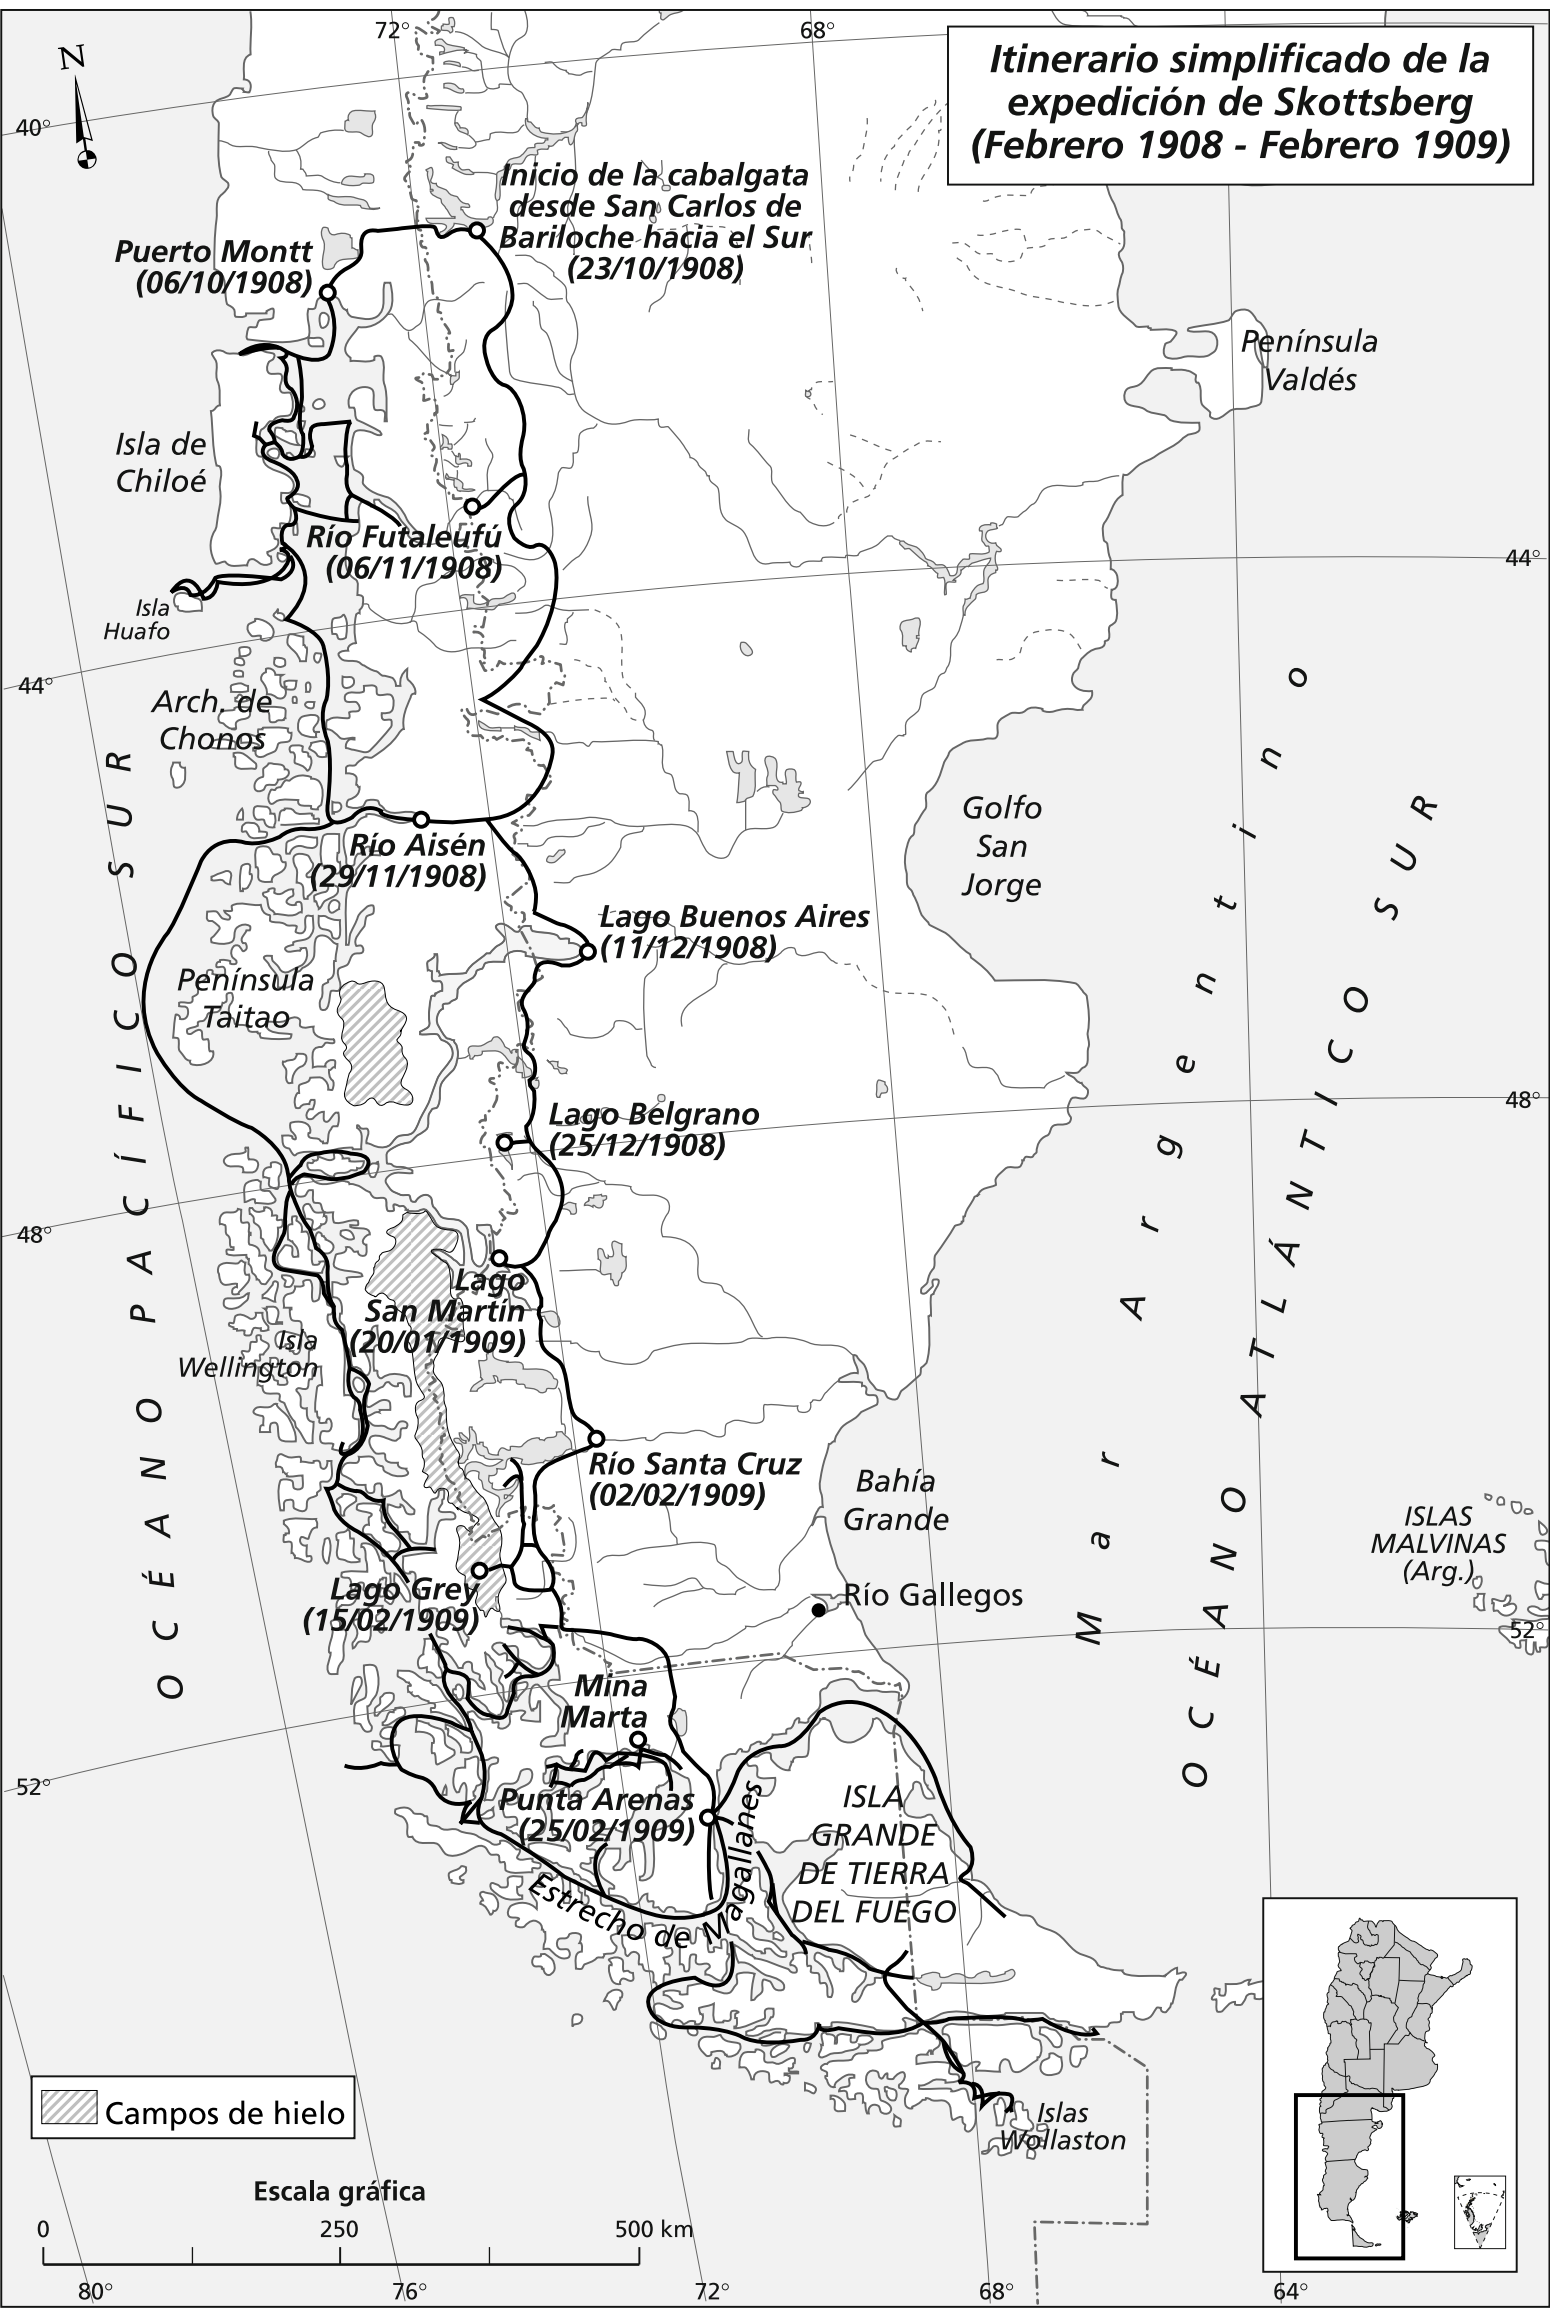 72°
68°
N
Itinerario simplificado de la
expedición de Skottsberg
(Febrero 1908 - Febrero 1909)
40°
Inicio de la cabalgata
desde San Carlos de
Bariloche hacia el Sur
(23/10/1908)
Puerto Montt
(06/10/1908)
Península
Valdés
Isla de
Chiloé
Río Futaleufú
(06/11/1908)
44°
Isla
Huafo
44°
Arch. de
Chonos
Golfo
San
Jorge
Río Aisén
(29/11/1908)
Lago Buenos Aires
(11/12/1908)
Península
Taitao
48°
Lago Belgrano
(25/12/1908)
48°
Lago
San Martín
(20/01/1909)
Isla
Wellington
OCÉANO PACÍFICO SUR
Mar Argentino
OCÉANO ATLÁNTICO SUR
Río Santa Cruz
(02/02/1909)
Bahía
Grande
ISLAS
MALVINAS
(Arg.)
Lago Grey
(15/02/1909)
Río Gallegos
52°
Mina
Marta
52°
Punta Arenas
(25/02/1909)
ISLA
GRANDE
DE TIERRA
DEL FUEGO
Estrecho de Magallanes
Islas
Wollaston
Campos de hielo
Escala gráfica
0 250 500 km
80° 76° 72° 68° 64°